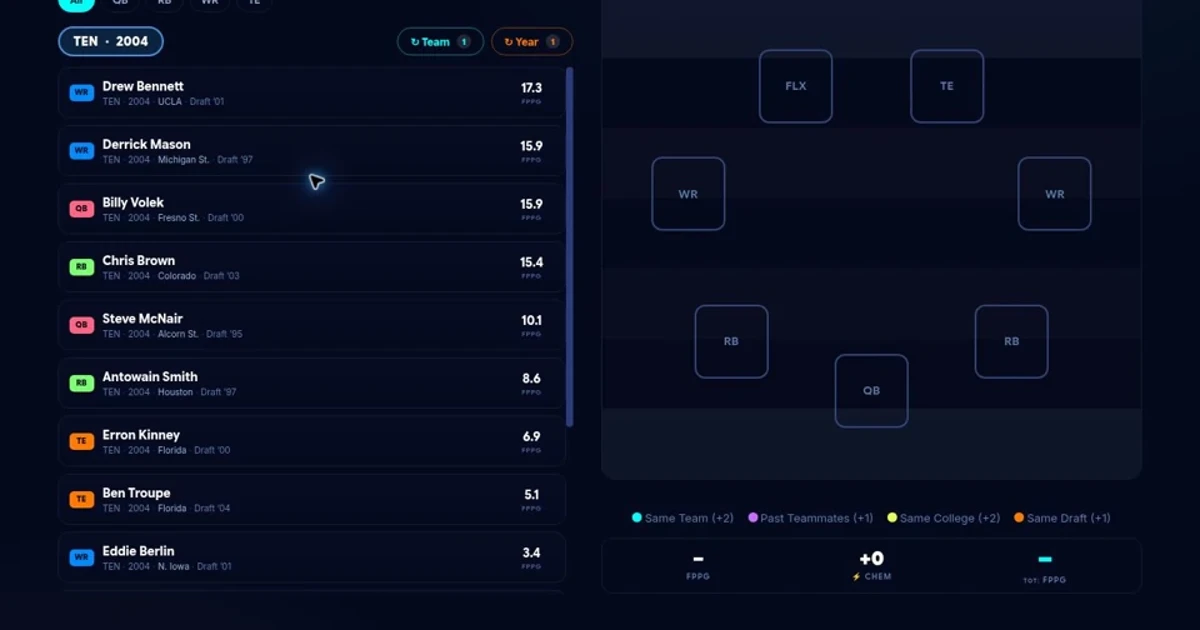 All QB RB WR TE
TEN · 2004
↻ Team 1
↻ Year 1
WR
Drew Bennett
TEN · 2004 · UCLA · Draft '01
17.3
FPPG
WR
Derrick Mason
TEN · 2004 · Michigan St. · Draft '97
15.9
FPPG
QB
Billy Volek
TEN · 2004 · Fresno St. · Draft '00
15.9
FPPG
RB
Chris Brown
TEN · 2004 · Colorado · Draft '03
15.4
FPPG
QB
Steve McNair
TEN · 2004 · Alcorn St. · Draft '95
10.1
FPPG
RB
Antowain Smith
TEN · 2004 · Houston · Draft '97
8.6
FPPG
TE
Erron Kinney
TEN · 2004 · Florida · Draft '00
6.9
FPPG
TE
Ben Troupe
TEN · 2004 · Florida · Draft '04
5.1
FPPG
WR
Eddie Berlin
TEN · 2004 · N. Iowa · Draft '01
3.4
FPPG
FLX
TE
WR
WR
RB
RB
QB
Same Team (+2)
Past Teammates (+1)
Same College (+2)
Same Draft (+1)
–
FPPG
+0
⚡ CHEM
–
TOT. FPPG